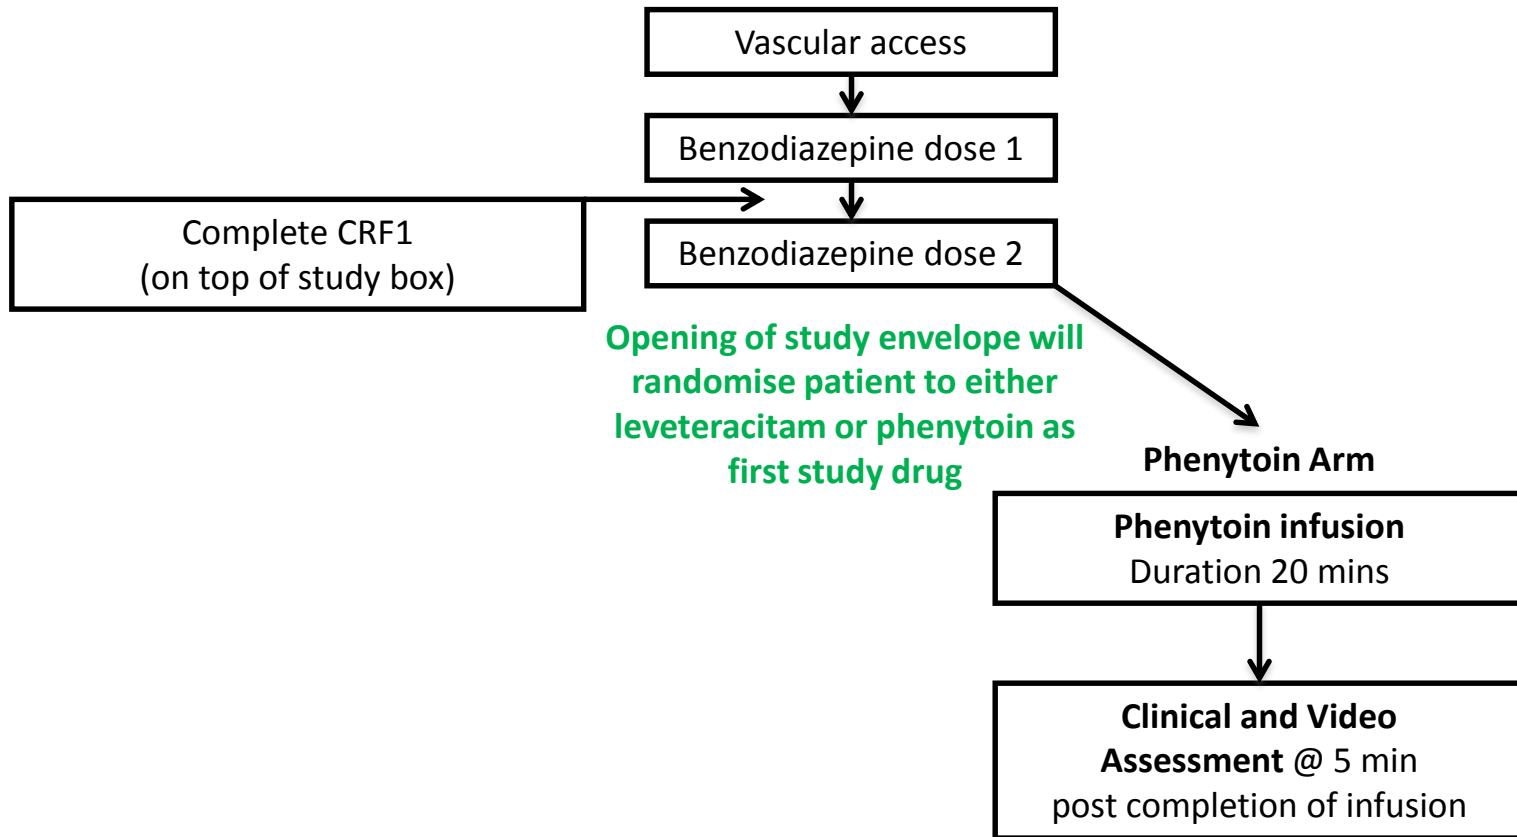 Vascular access
Benzodiazepine dose 1
Complete CRF1
(on top of study box)
Benzodiazepine dose 2
Opening of study envelope will
randomise patient to either
leveteracitam or phenytoin as
first study drug
Phenytoin Arm
Phenytoin infusion
Duration 20 mins
Clinical and Video
Assessment @ 5 min
post completion of infusion